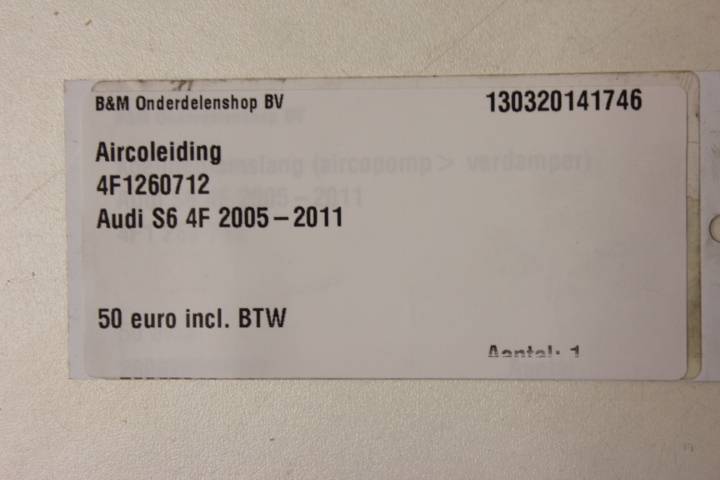 B&M Onderdelenshop BV
130320141746
Aircoleiding
4F1260712
Audi S6 4F 2005-2011
50 euro incl. BTW
Aantal: 1